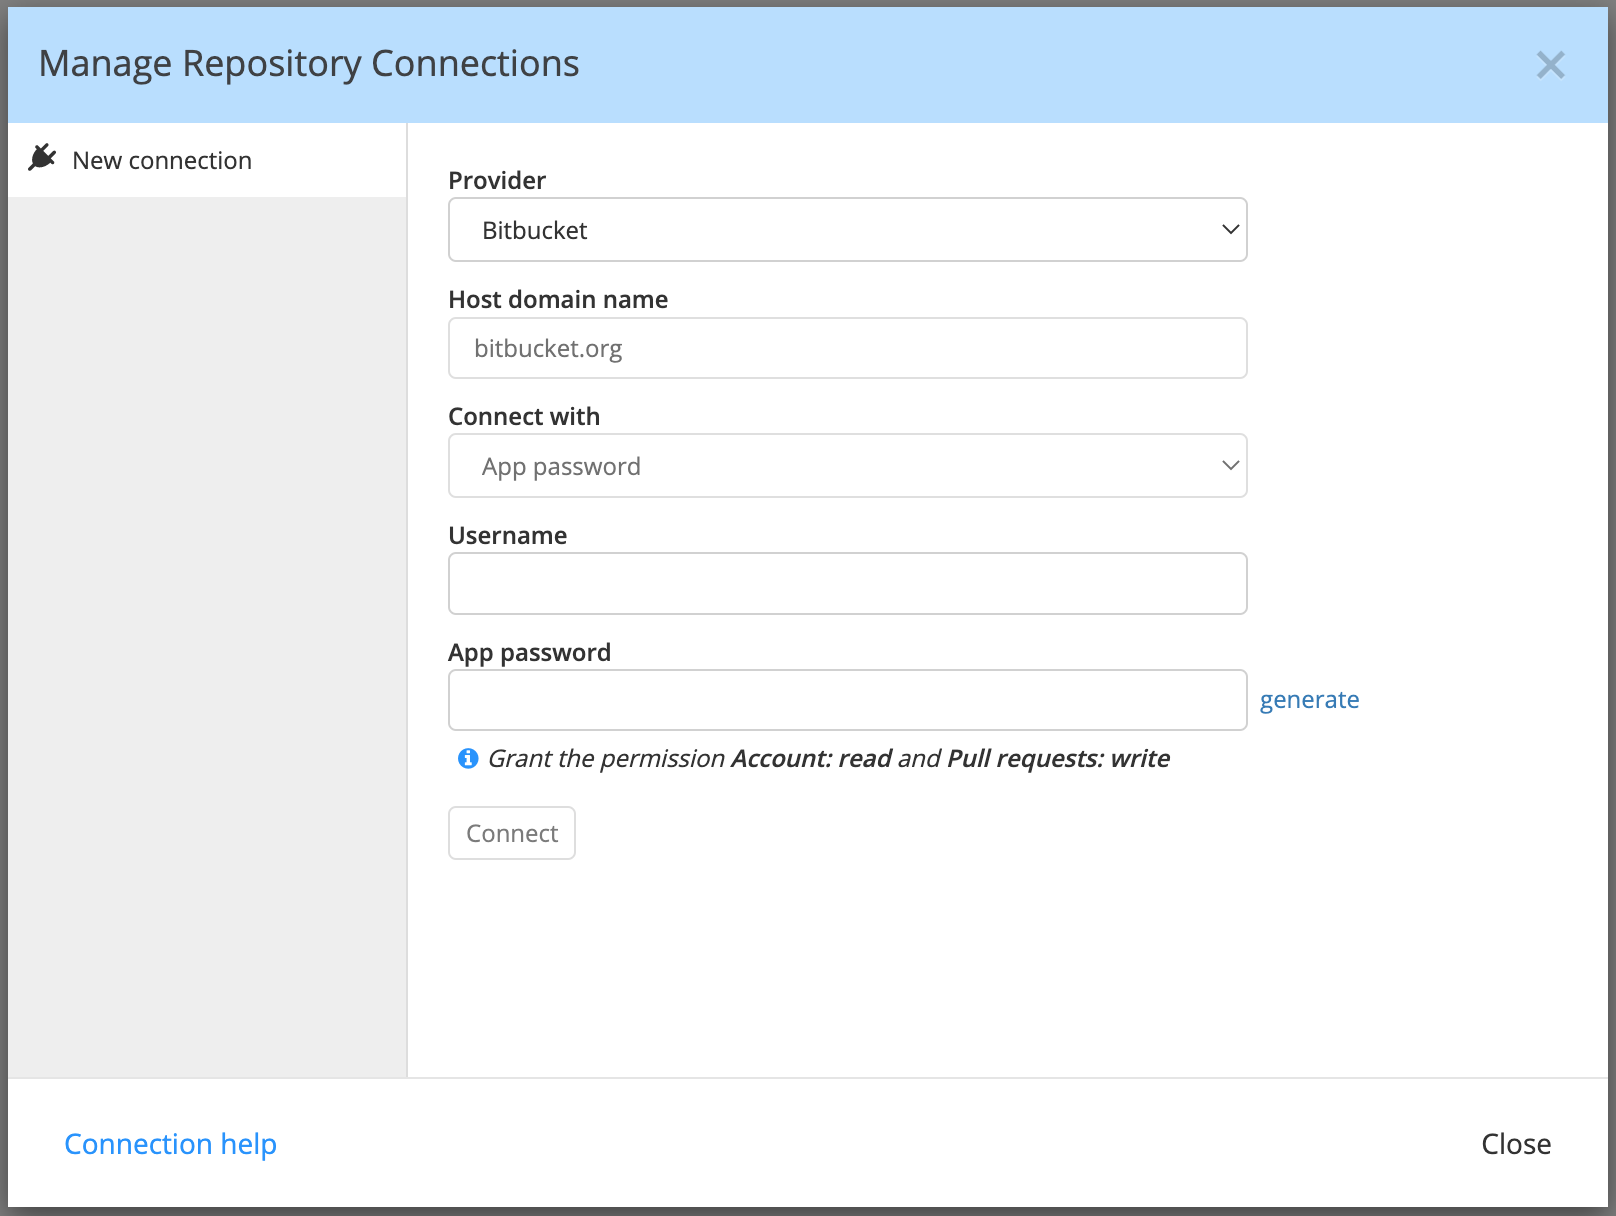 Manage Repository Connections
New connection
Provider
Bitbucket
Host domain name
bitbucket.org
Connect with
App password
Username
App password
generate
Grant the permission Account: read and Pull requests: write
Connect
Connection help
Close